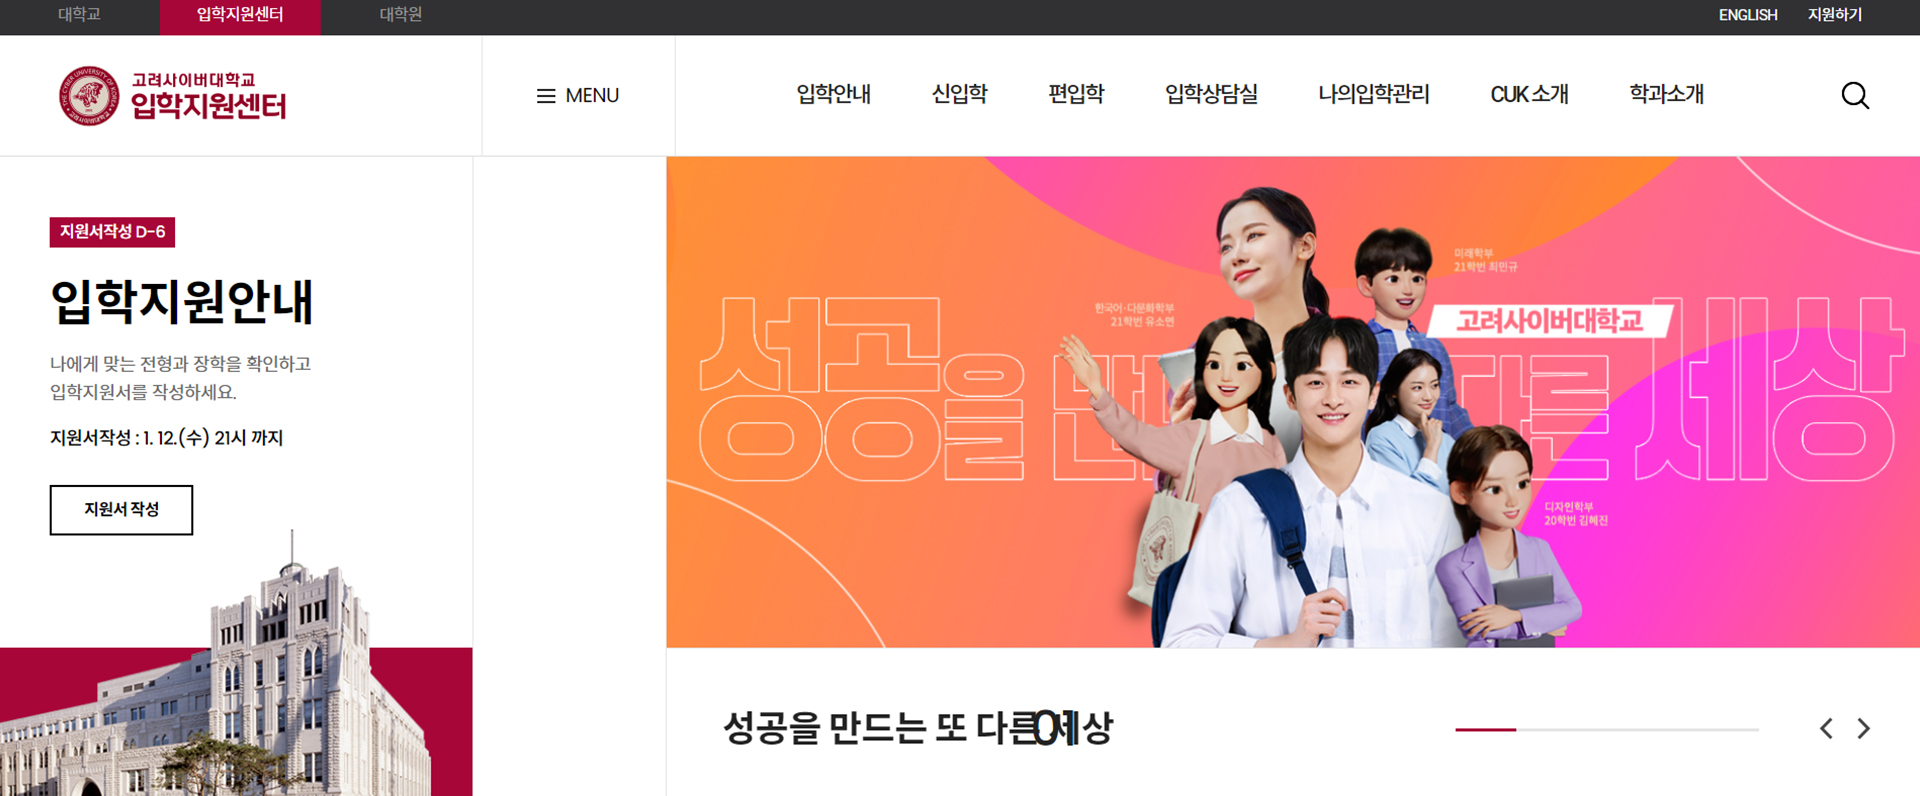 대학교
입학지원센터
대학원
ENGLISH
지원하기
고려사이버대학교
입학지원센터
MENU
입학안내
신입학
편입학
입학상담실
나의입학관리
CUK 소개
학과소개
지원서작성 D-6
입학지원안내
나에게 맞는 전형과 장학을 확인하고
입학지원서를 작성하세요.
지원서작성 : 1. 12.(수) 21시 까지
지원서 작성
미래학부
21학번 최민규
한국어·다문화학부
21학번 유소연
고려사이버대학교
성공을 만 다른 세상
디자인학부
20학번 김혜진
성공을 만드는 또 다른 세상
01